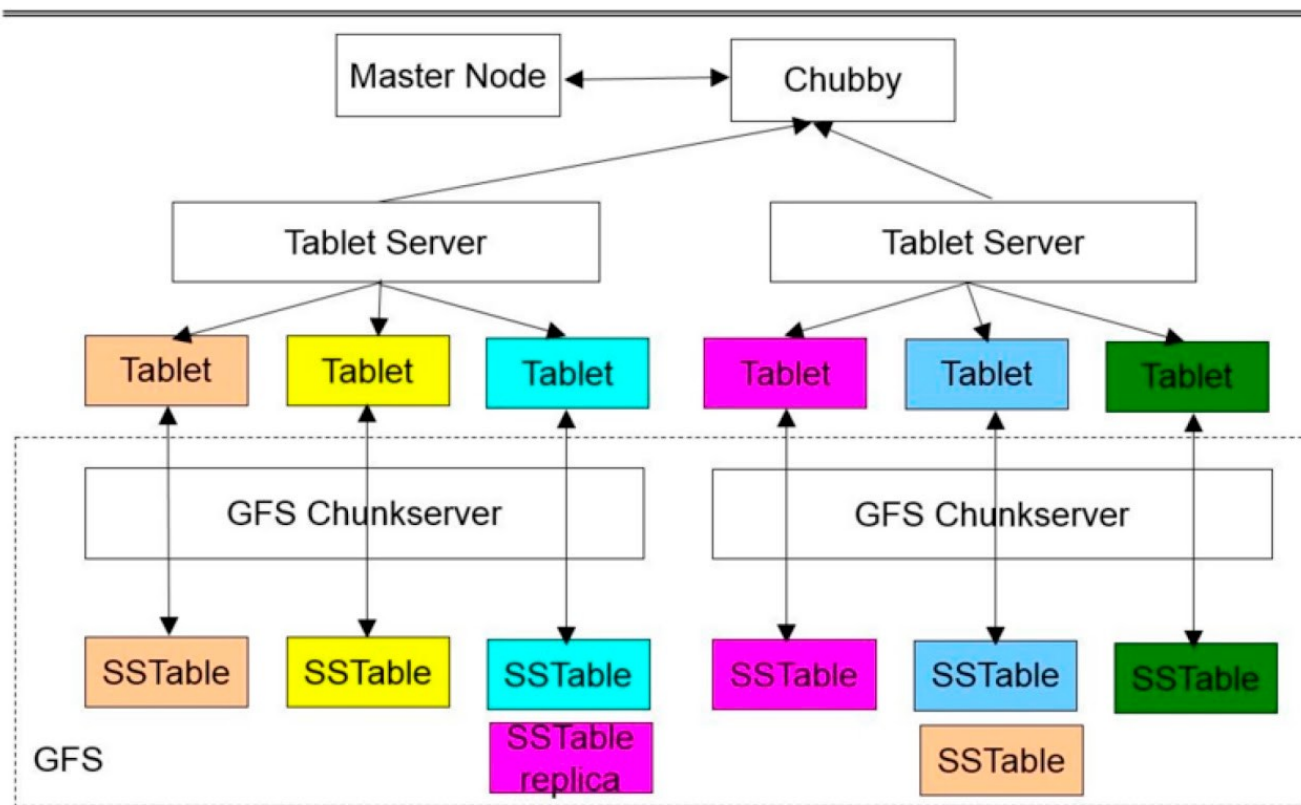 Master Node
Chubby
Tablet Server
Tablet Server
Tablet
Tablet
Tablet
Tablet
Tablet
Tablet
GFS Chunkserver
GFS Chunkserver
SSTable
SSTable
SSTable
SSTable
SSTable
SSTable
SSTable
replica
SSTable
GFS